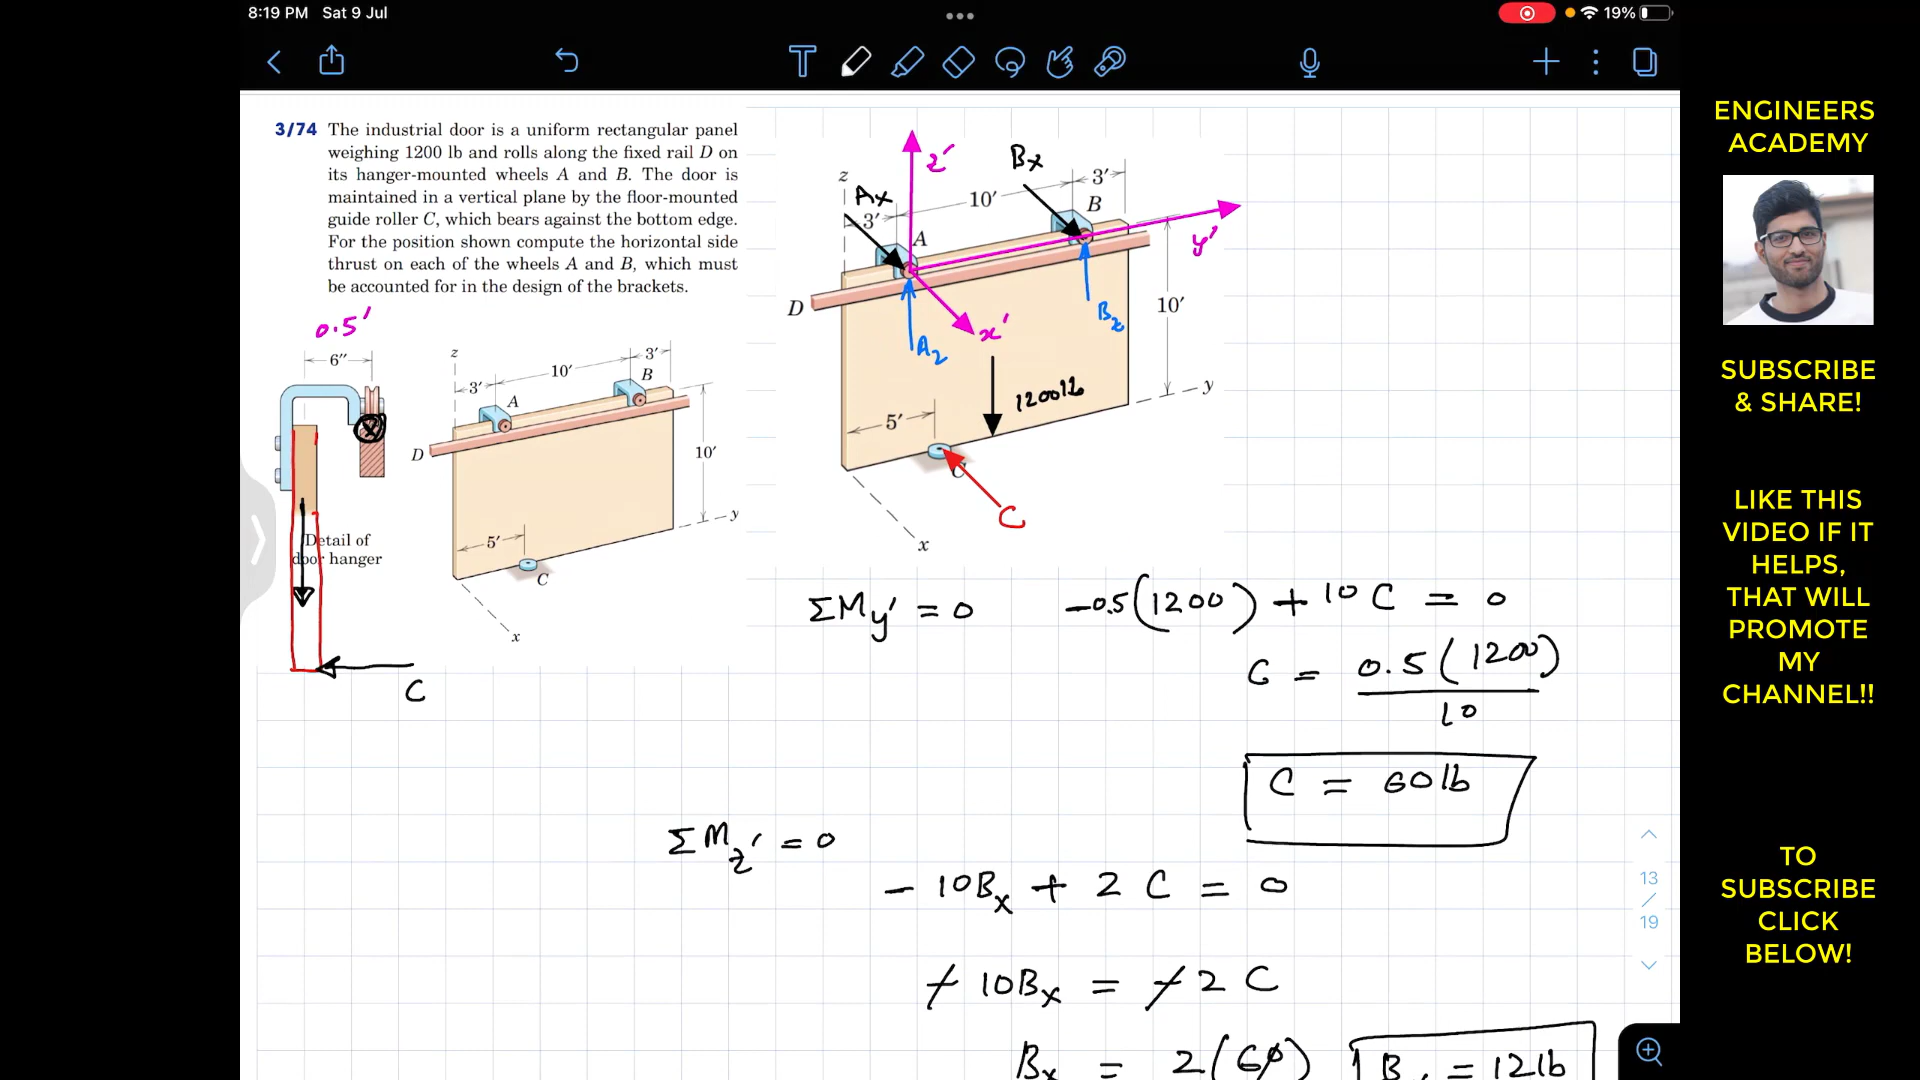 8:19 PM Sat 9 Jul
19%
3/74 The industrial door is a uniform rectangular panel
weighing 1200 lb and rolls along the fixed rail D on
its hanger-mounted wheels A and B. The door is
maintained in a vertical plane by the floor-mounted
guide roller C, which bears against the bottom edge.
For the position shown compute the horizontal side
thrust on each of the wheels A and B, which must
be accounted for in the design of the brackets.
0.5'
6″
Detail of
door hanger
C
z
3′
10′
3′
A
B
D
10′
y
5′
C
x
z'
Bx
z
Ax
3′
10′
3′
B
A
y'
D
x'
Bz
Az
10′
1200lb
y
5′
C
C
x
ΣMy' = 0 -0.5(1200) + 10 C = 0
C = 0.5(1200)
10
C = 60lb
ΣMz' = 0
- 10Bx + 2 C = 0
- 10Bx = - 2 C
Bx = 2(60) B = 12lb
13
/
19
ENGINEERS
ACADEMY
SUBSCRIBE
& SHARE!
LIKE THIS
VIDEO IF IT
HELPS,
THAT WILL
PROMOTE
MY
CHANNEL!!
TO
SUBSCRIBE
CLICK
BELOW!